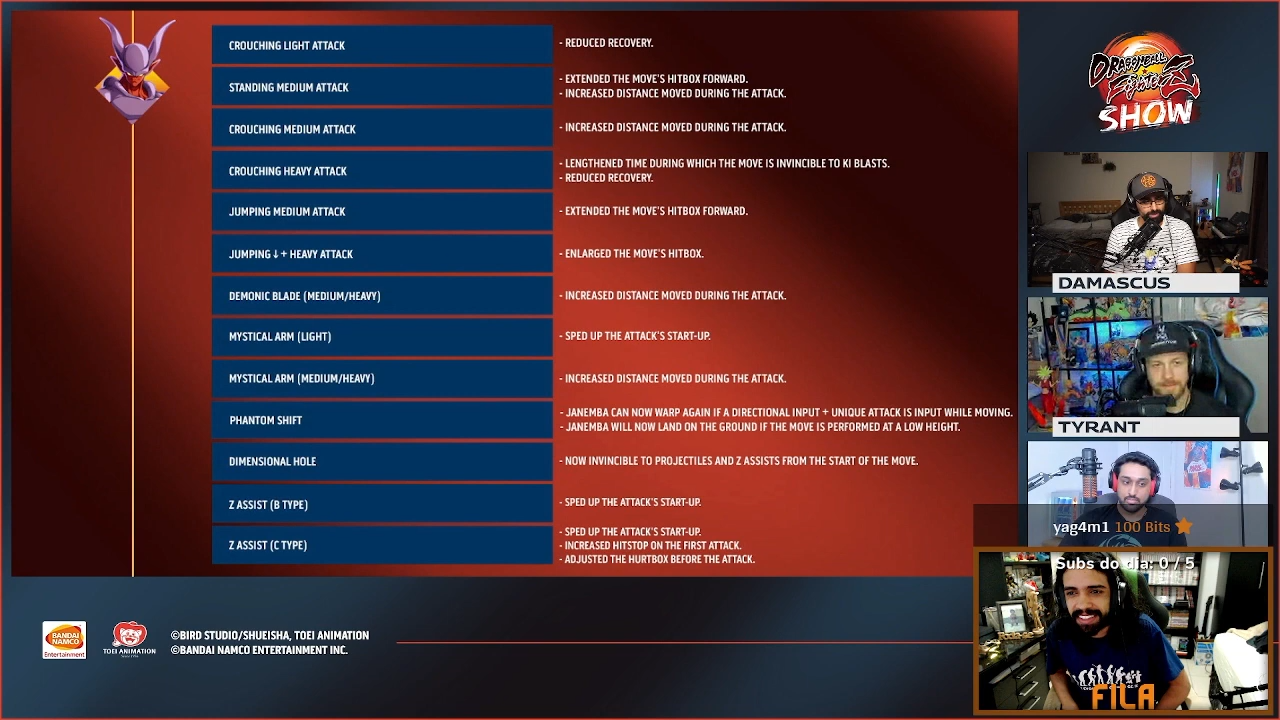 CROUCHING LIGHT ATTACK
- REDUCED RECOVERY.
STANDING MEDIUM ATTACK
- EXTENDED THE MOVE'S HITBOX FORWARD.
- INCREASED DISTANCE MOVED DURING THE ATTACK.
CROUCHING MEDIUM ATTACK
- INCREASED DISTANCE MOVED DURING THE ATTACK.
CROUCHING HEAVY ATTACK
- LENGTHENED TIME DURING WHICH THE MOVE IS INVINCIBLE TO KI BLASTS.
- REDUCED RECOVERY.
JUMPING MEDIUM ATTACK
- EXTENDED THE MOVE'S HITBOX FORWARD.
JUMPING ↓ + HEAVY ATTACK
- ENLARGED THE MOVE'S HITBOX.
DEMONIC BLADE (MEDIUM/HEAVY)
- INCREASED DISTANCE MOVED DURING THE ATTACK.
MYSTICAL ARM (LIGHT)
- SPED UP THE ATTACK'S START-UP.
MYSTICAL ARM (MEDIUM/HEAVY)
- INCREASED DISTANCE MOVED DURING THE ATTACK.
PHANTOM SHIFT
- JANEMBA CAN NOW WARP AGAIN IF A DIRECTIONAL INPUT + UNIQUE ATTACK IS INPUT WHILE MOVING.
- JANEMBA WILL NOW LAND ON THE GROUND IF THE MOVE IS PERFORMED AT A LOW HEIGHT.
DIMENSIONAL HOLE
- NOW INVINCIBLE TO PROJECTILES AND Z ASSISTS FROM THE START OF THE MOVE.
Z ASSIST (B TYPE)
- SPED UP THE ATTACK'S START-UP.
Z ASSIST (C TYPE)
- SPED UP THE ATTACK'S START-UP.
- INCREASED HITSTOP ON THE FIRST ATTACK.
- ADJUSTED THE HURTBOX BEFORE THE ATTACK.
DRAGONBALL
FighterZ
SHOW
DAMASCUS
TYRANT
yag4m1 100 Bits
Subs do dia: 0 / 5
FILA
BANDAI
NAMCO
Entertainment
TOEI ANIMATION
©BIRD STUDIO/SHUEISHA, TOEI ANIMATION
©BANDAI NAMCO ENTERTAINMENT INC.